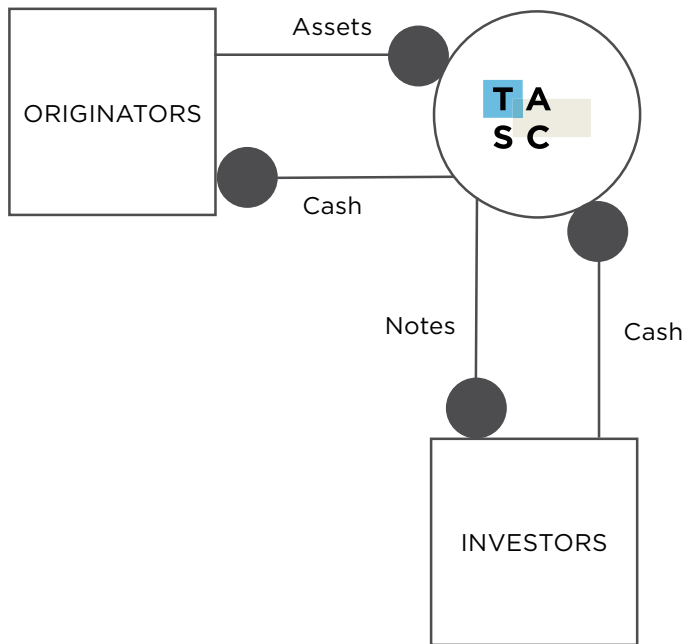 Assets
ORIGINATORS
T A
S C
Cash
Notes
Cash
INVESTORS